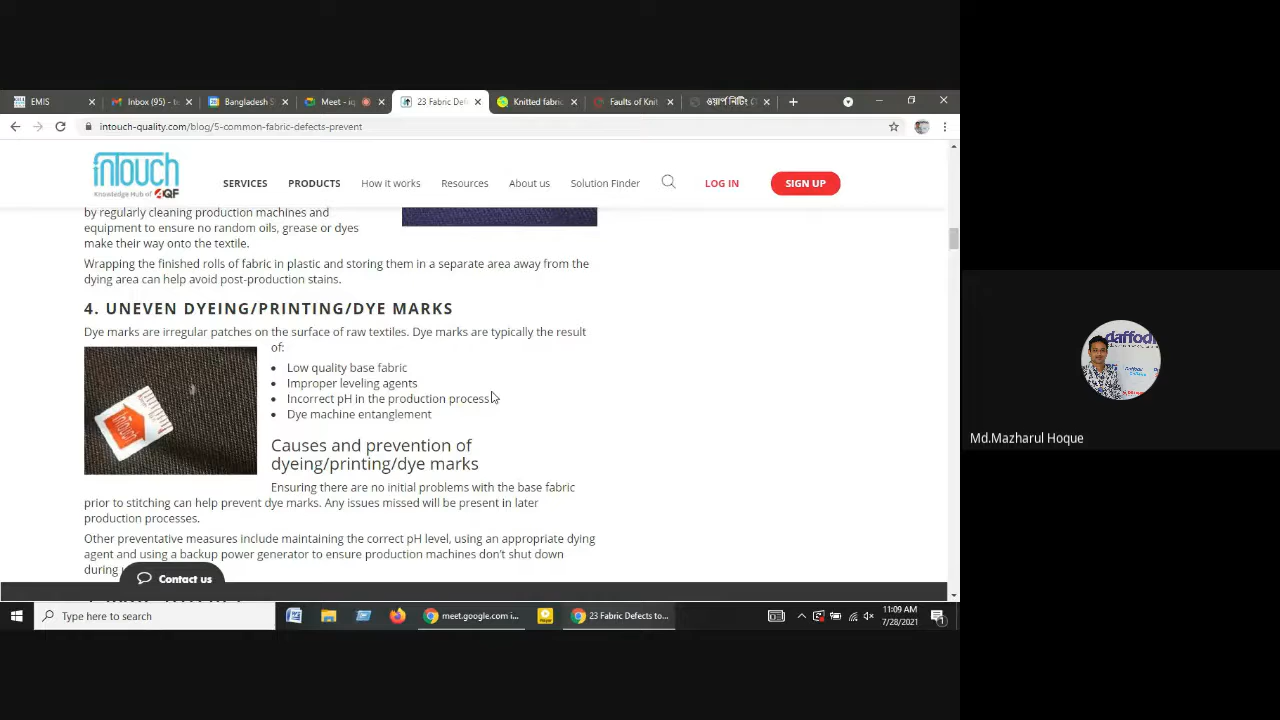 EMIS
Inbox (95) - t
Bangladesh S
Meet - iq
23 Fabric Def
Knitted fabric
Faults of Knit
ওয়ার্প নিটিং
intouch-quality.com/blog/5-common-fabric-defects-prevent
intouch
Knowledge Hub of QF
SERVICES
PRODUCTS
How it works
Resources
About us
Solution Finder
LOG IN
SIGN UP
by regularly cleaning production machines and
equipment to ensure no random oils, grease or dyes
make their way onto the textile.
Wrapping the finished rolls of fabric in plastic and storing them in a separate area away from the
dying area can help avoid post-production stains.
4. UNEVEN DYEING/PRINTING/DYE MARKS
Dye marks are irregular patches on the surface of raw textiles. Dye marks are typically the result
of:
Low quality base fabric
Improper leveling agents
Incorrect pH in the production process
Dye machine entanglement
intouch
Causes and prevention of
dyeing/printing/dye marks
Ensuring there are no initial problems with the base fabric
prior to stitching can help prevent dye marks. Any issues missed will be present in later
production processes.
Other preventative measures include maintaining the correct pH level, using an appropriate dying
agent and using a backup power generator to ensure production machines don't shut down
during
Contact us
daffodi
Md.Mazharul Hoque
Type here to search
meet.google.com i...
23 Fabric Defects to...
11:09 AM
7/28/2021